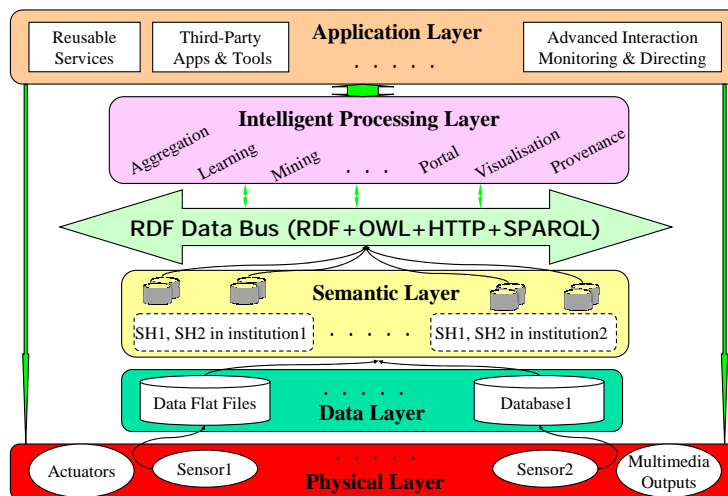 Reusable
Services
Third-Party
Apps & Tools
Application Layer
. . . . .
Advanced Interaction
Monitoring & Directing
Intelligent Processing Layer
Aggregation
Learning
Mining
. . .
Portal
Visualisation
Provenance
RDF Data Bus (RDF+OWL+HTTP+SPARQL)
Semantic Layer
SH1, SH2 in institution1
. . . . .
SH1, SH2 in institution2
Data Flat Files
. . . . .
Data Layer
Database1
Actuators
Sensor1
. . . . .
Physical Layer
Sensor2
Multimedia
Outputs